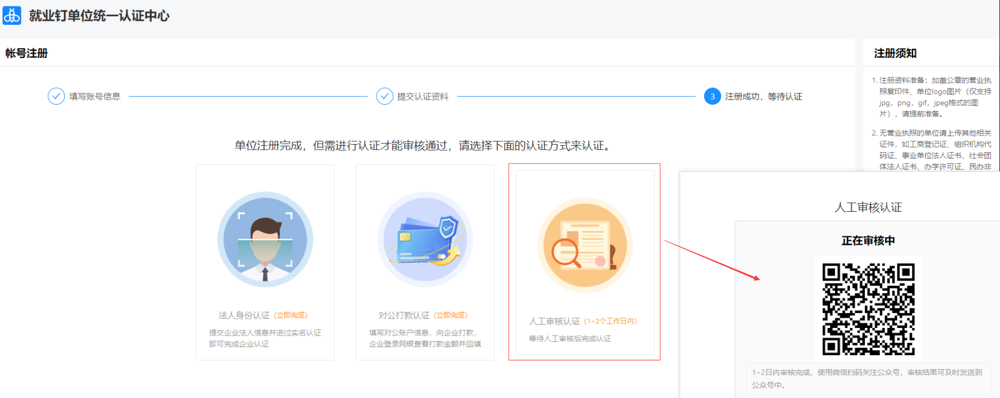 就业钉单位统一认证中心
帐号注册
填写账号信息
提交认证资料
3
注册成功，等待认证
单位注册完成，但需进行认证才能审核通过，请选择下面的认证方式来认证。
法人身份认证（立即完成）
提交企业法人信息并进过实名认证
即可完成企业认证
对公打款认证（立即完成）
填写对公账户信息，向企业打款，
企业登录网银查看打款金额并回填
人工审核认证（1~2个工作日内）
等待人工审核后完成认证
注册须知
1. 注册资料准备：加盖公章的营业执
照复印件、单位logo图片（仅支持
jpg，png，gif，jpeg格式的图
片），请提前准备。
2. 无营业执照的单位请上传其他相关
证件，如工商登记证、组织机构代
码证、事业单位法人证书、社会团
体法人证书、办学许可证、民办非
人工审核认证
正在审核中
1~2日内审核完成，使用微信扫码关注公众号，审核结果可及时发送到
公众号中。